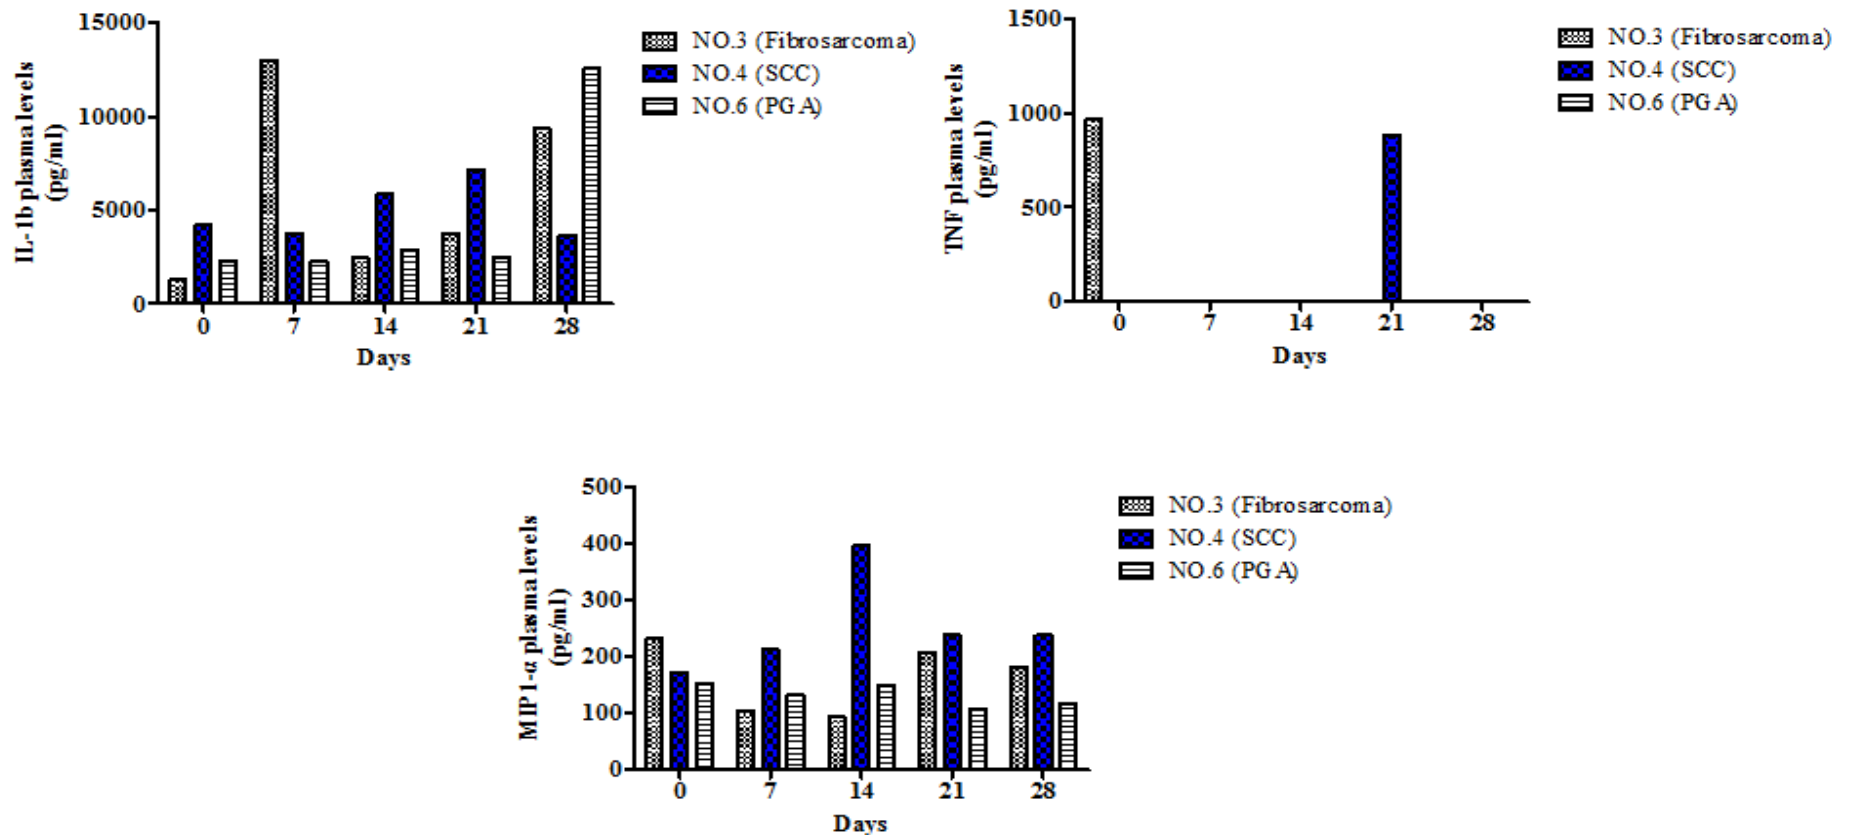 15000
10000
5000
0
IL-1b plasma levels
(pg/ml)
0 7 14 21 28
Days
NO.3 (Fibrosarcoma)
NO.4 (SCC)
NO.6 (PGA)
1500
1000
500
0
TNF plasma levels
(pg/ml)
0 7 14 21 28
Days
NO.3 (Fibrosarcoma)
NO.4 (SCC)
NO.6 (PGA)
500
400
300
200
100
0
MIP1-α plasma levels
(pg/ml)
0 7 14 21 28
Days
NO.3 (Fibrosarcoma)
NO.4 (SCC)
NO.6 (PGA)